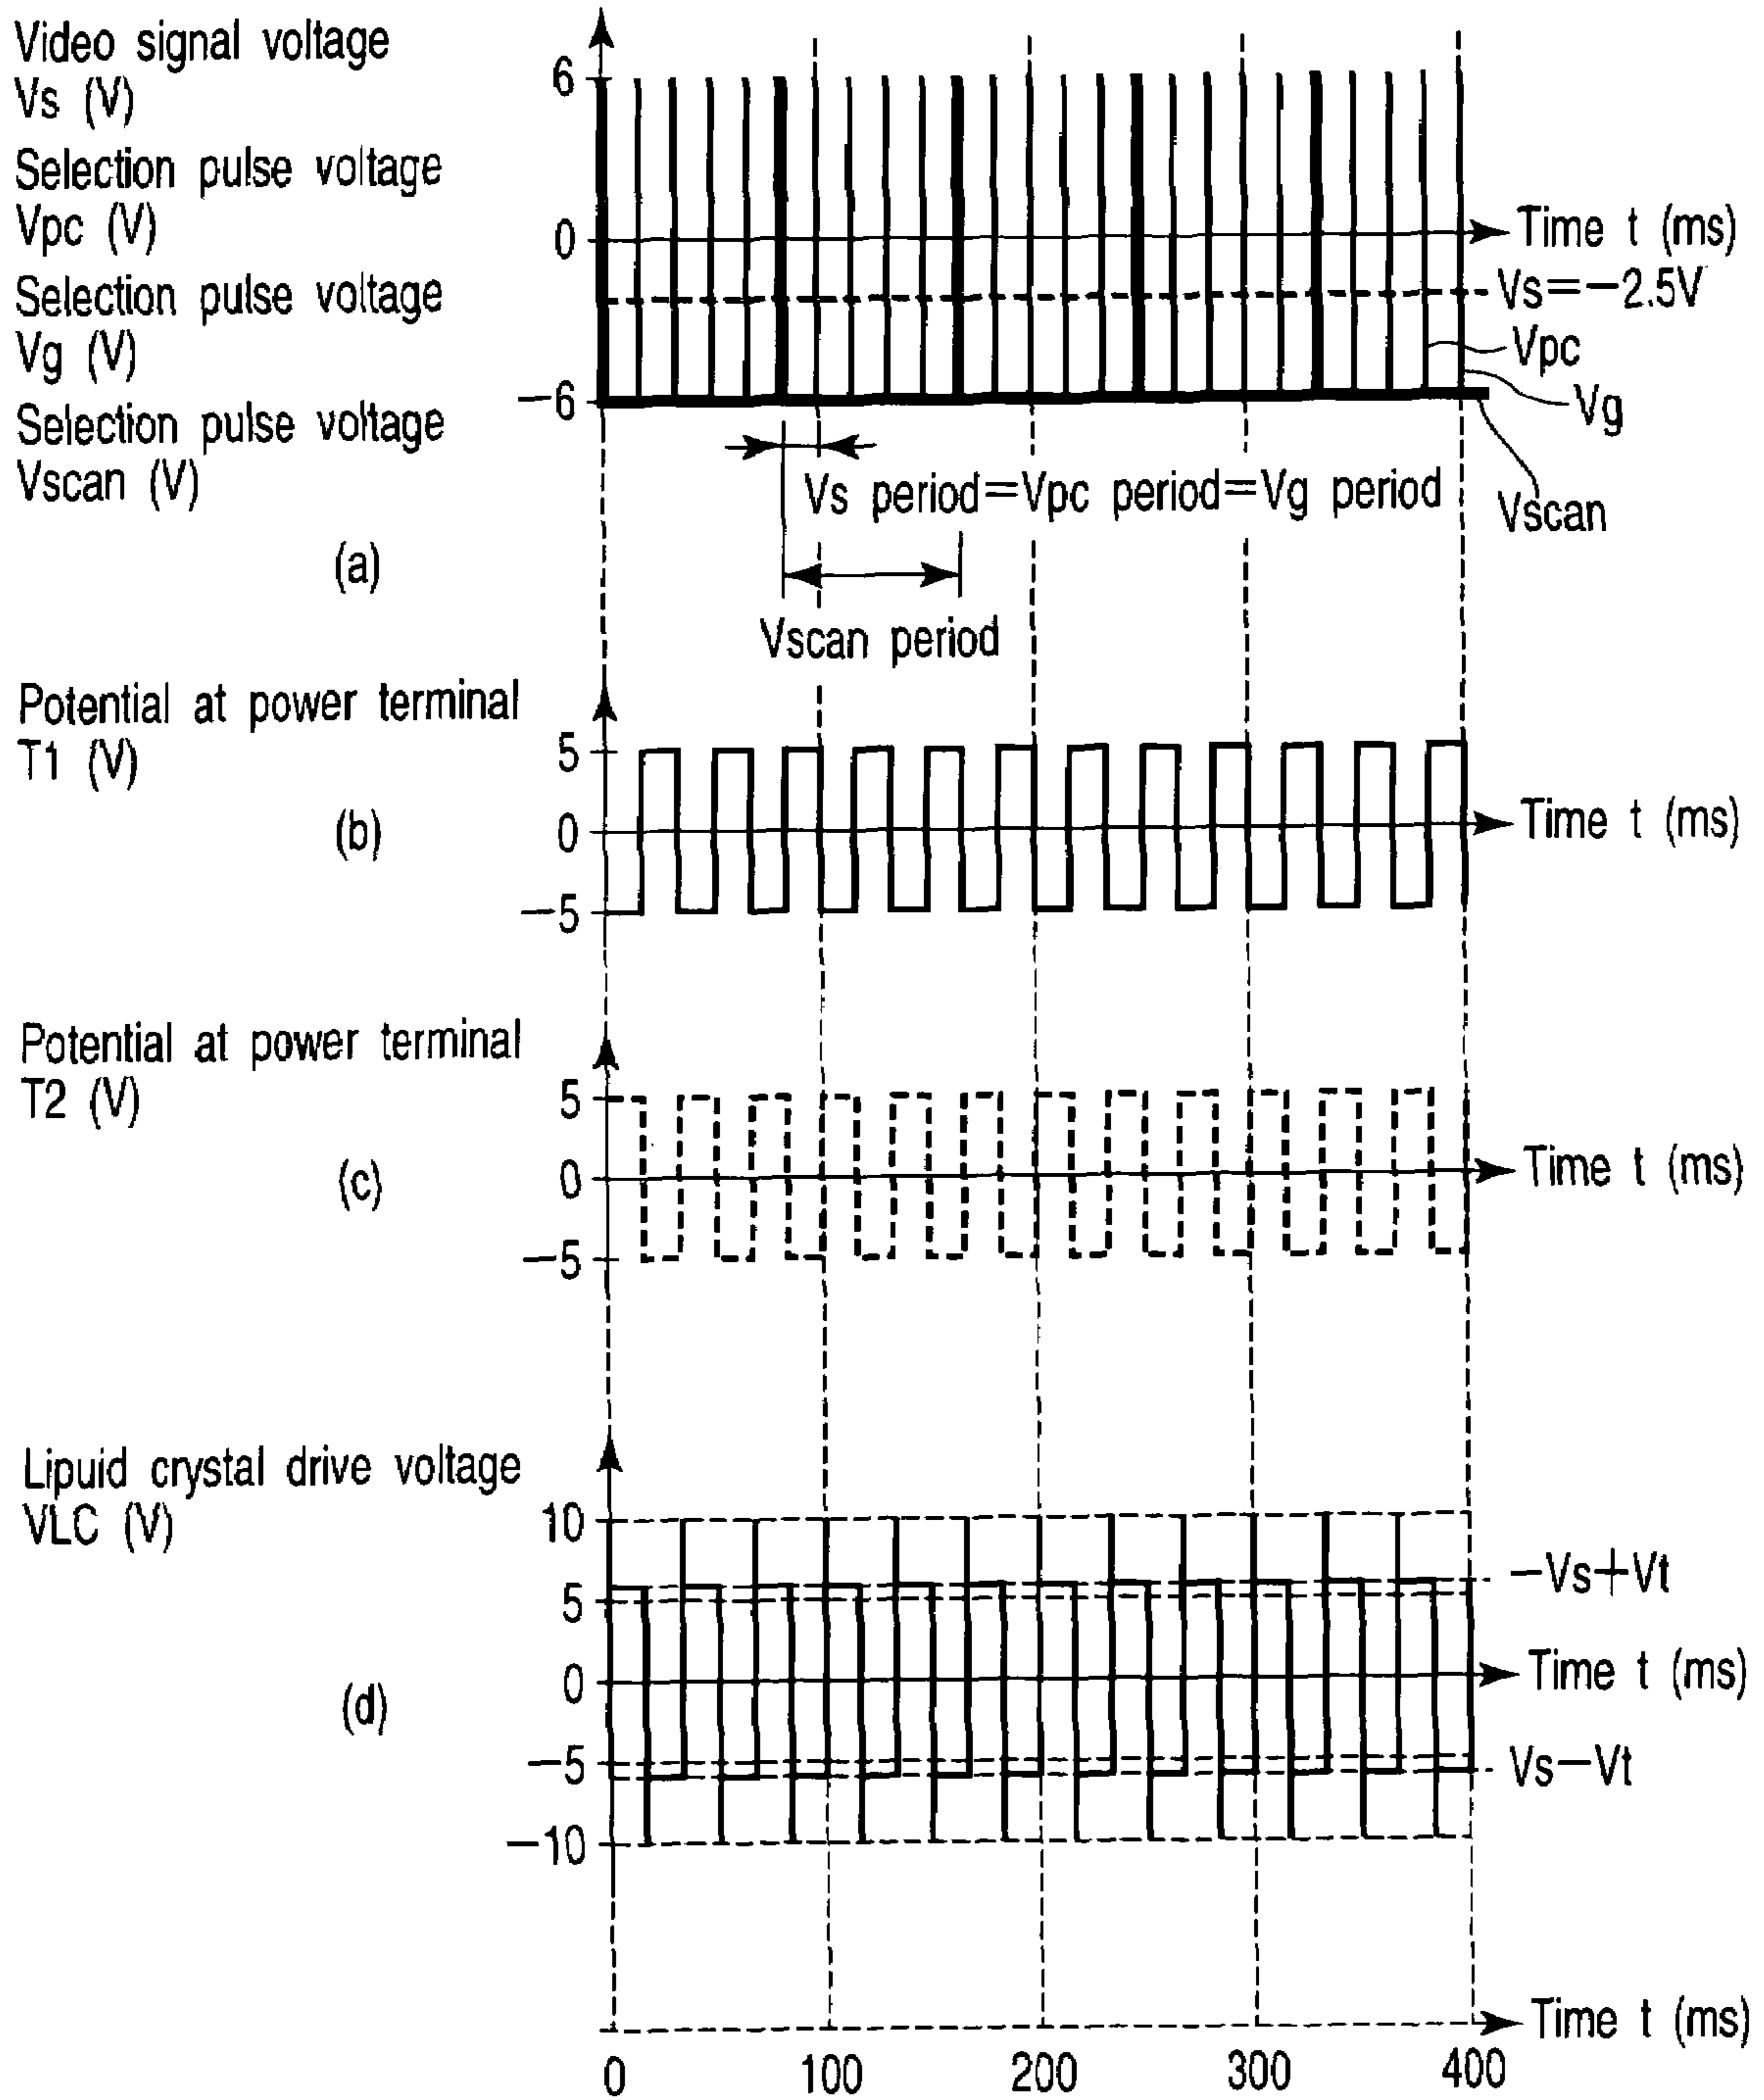 Video signal voltage
Vs (V)
Selection pulse voltage
Vpc (V)
Selection pulse voltage
Vg (V)
Selection pulse voltage
Vscan (V)
(a)
6
0
−6
Time t (ms)
Vs=−2.5V
Vpc
Vg
Vscan
Vs period=Vpc period=Vg period
Vscan period
Potential at power terminal
T1 (V)
(b)
5
0
−5
Time t (ms)
Potential at power terminal
T2 (V)
(c)
5
0
−5
Time t (ms)
Lipuid crystal drive voltage
VLC (V)
(d)
10
5
0
−5
−10
−Vs+Vt
Time t (ms)
Vs−Vt
Time t (ms)
0 100 200 300 400